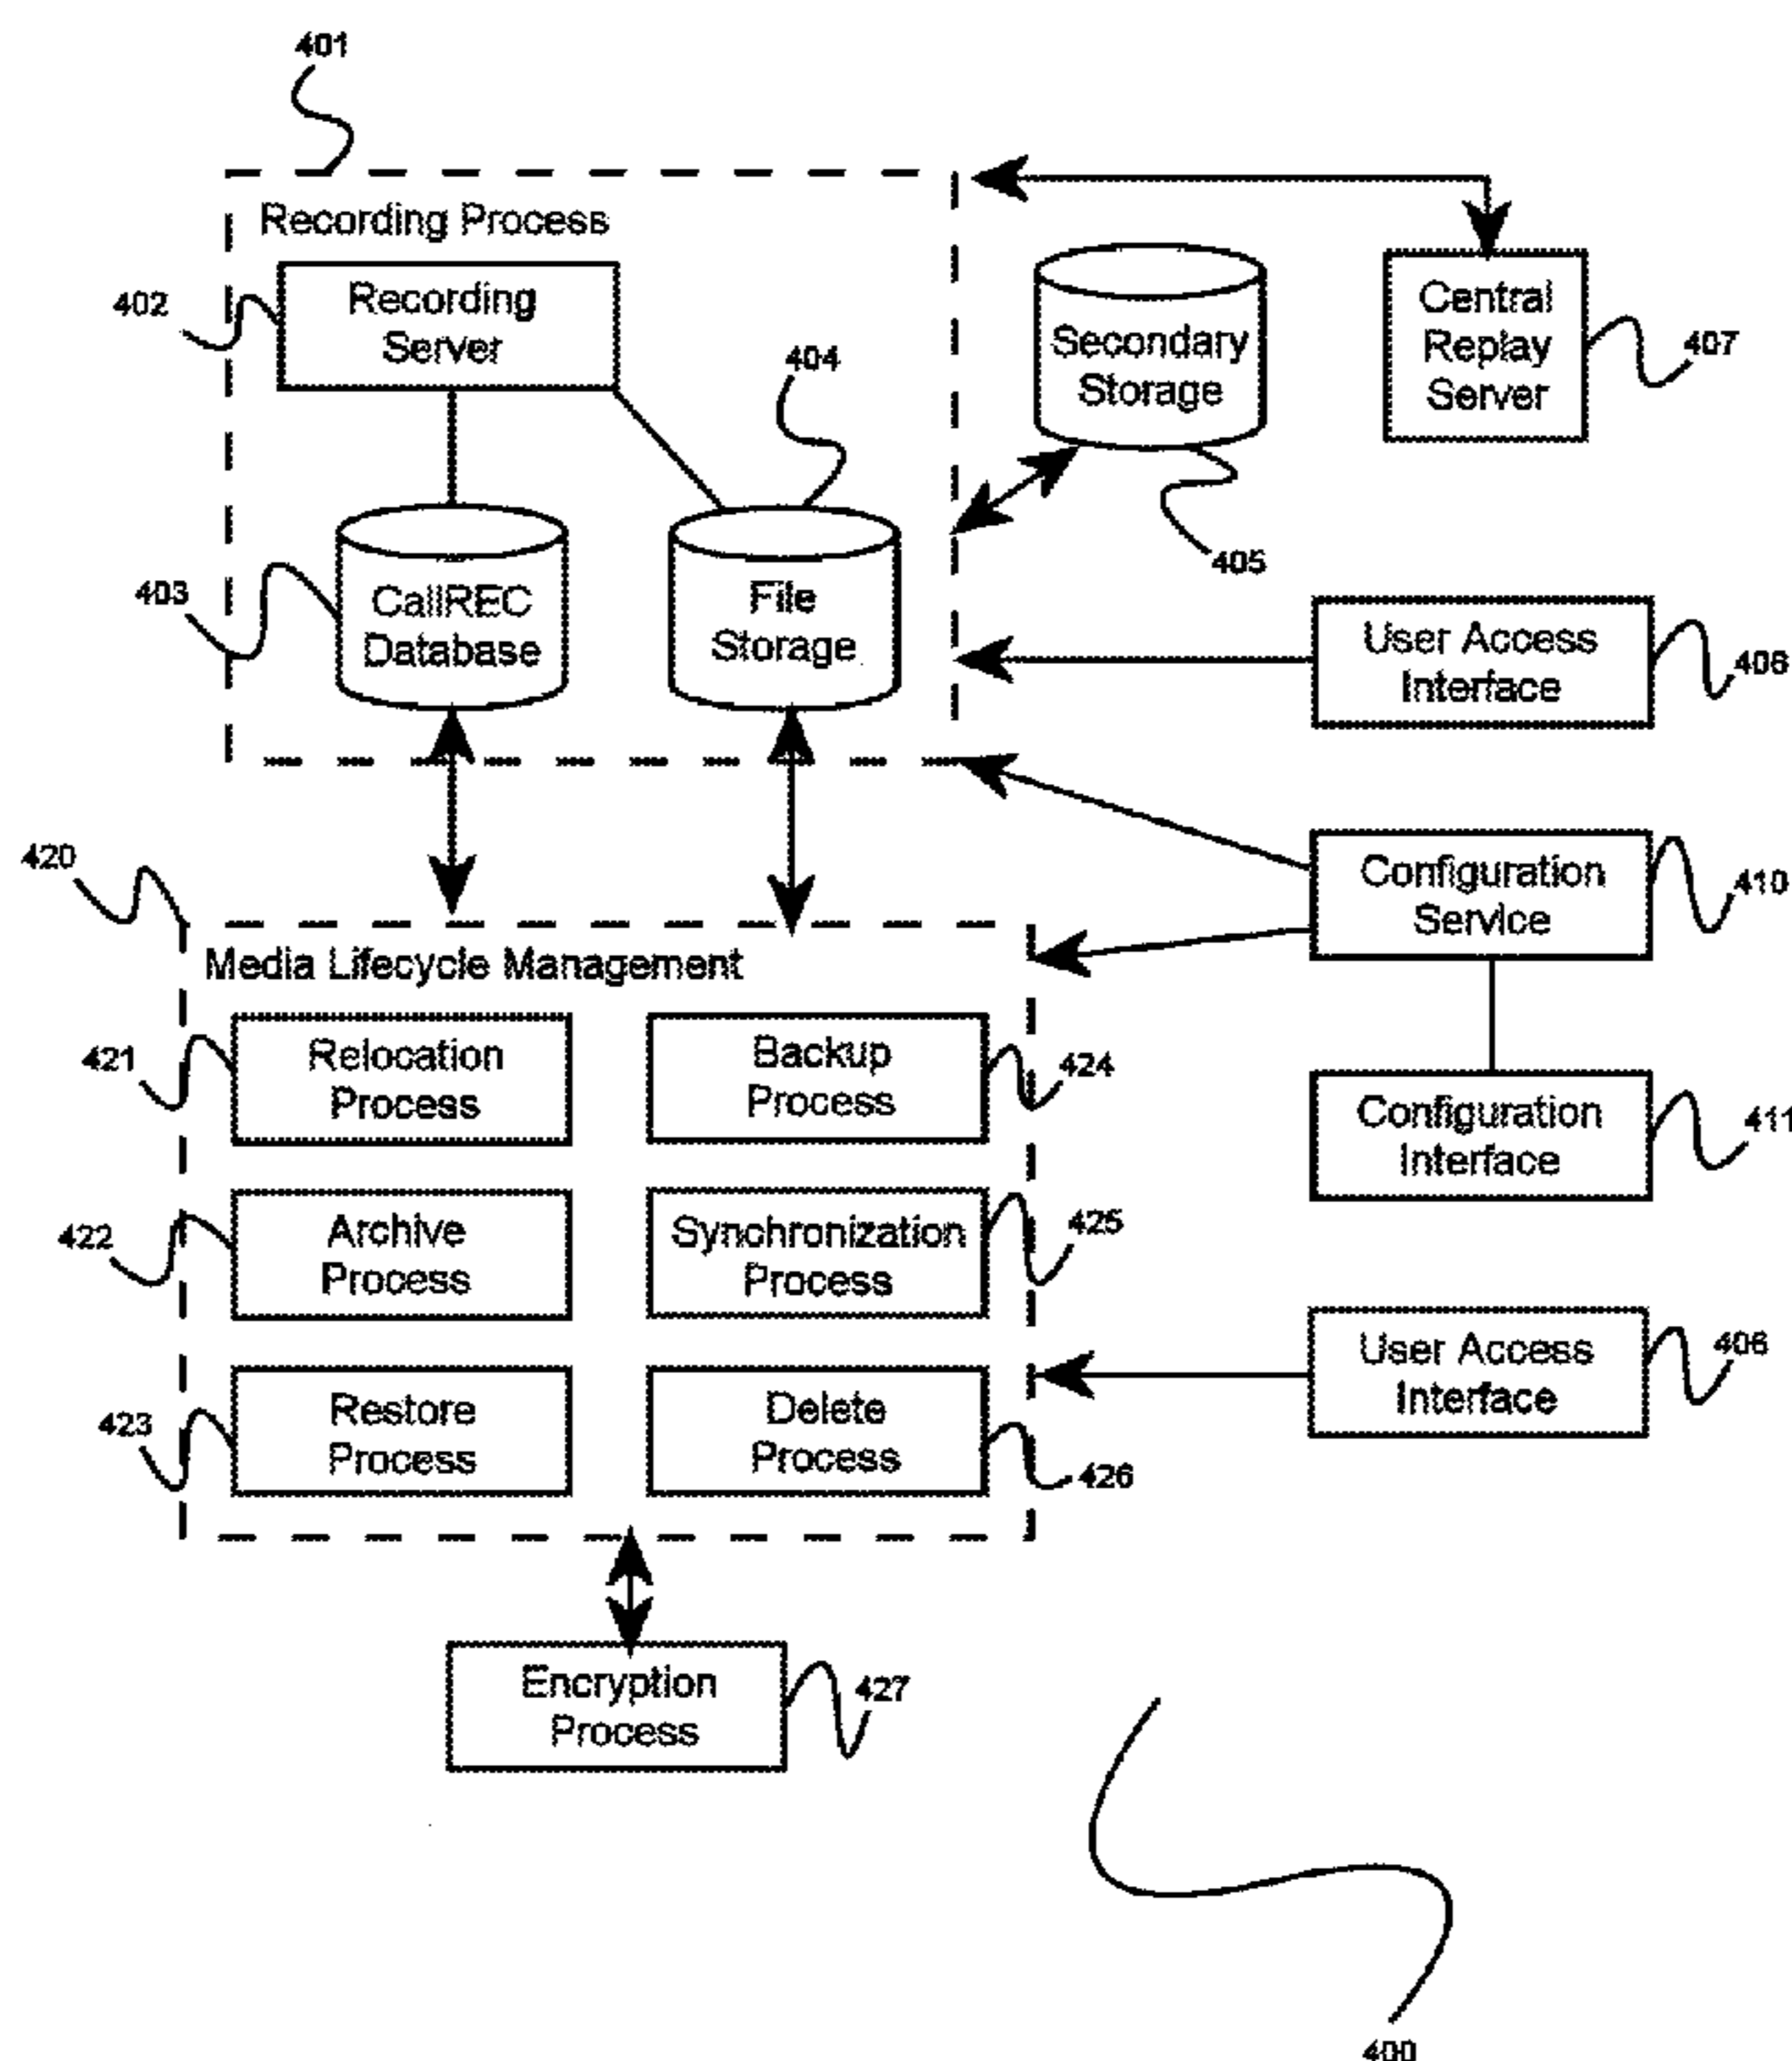 401
Recording Process
402
Recording
Server
404
Secondary
Storage
Central
Replay
Server
407
405
403
CallREC
Database
File
Storage
User Access
Interface
406
420
Configuration
Service
410
Media Lifecycle Management
421
Relocation
Process
Backup
Process
424
Configuration
Interface
411
422
Archive
Process
Synchronization
Process
425
User Access
Interface
406
423
Restore
Process
Delete
Process
426
Encryption
Process
427
400